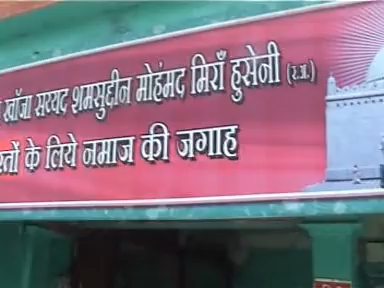 ख्वॉजा सय्यद शमसुद्दीन मोहंमद मिराँ हुसेनी (र.अ.)
के लिये नमाज की जगाह